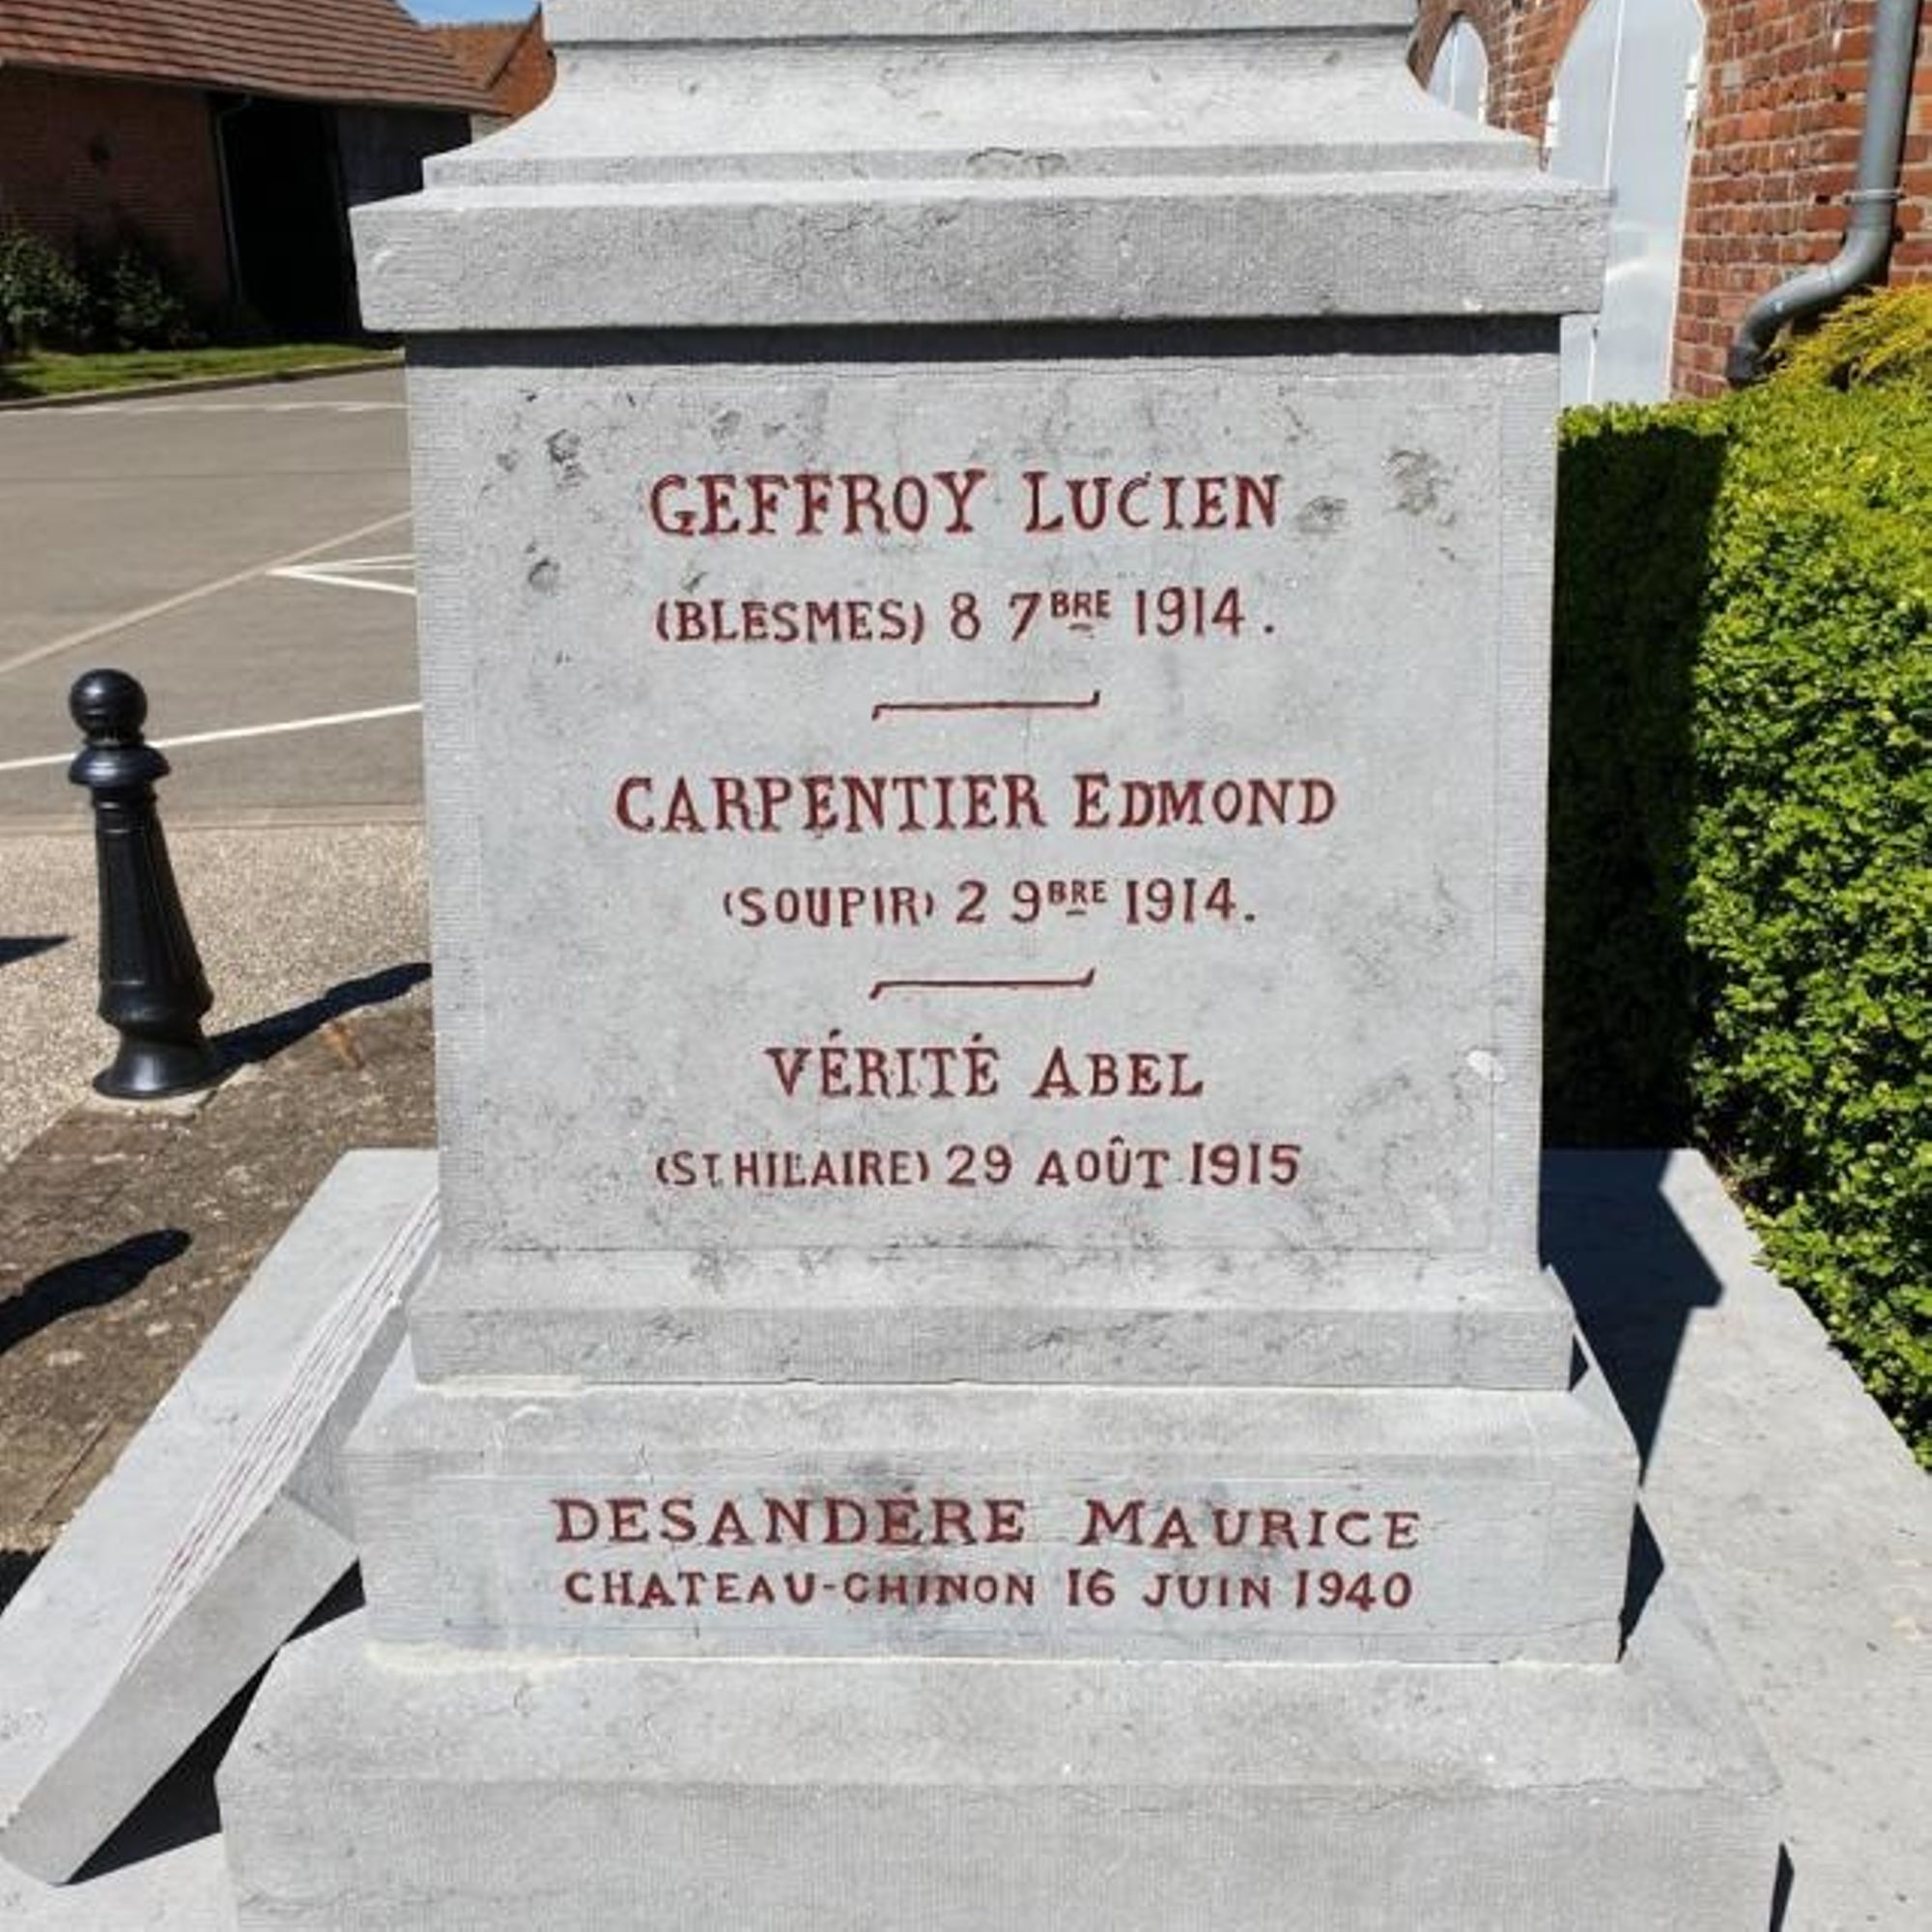 GEFFROY LUCIEN
(BLESMES) 8 7BRE 1914.
CARPENTIER EDMOND
(SOUPIR) 2 9BRE 1914.
VÉRITÉ ABEL
(ST. HILAIRE) 29 AOÛT 1915
DESANDERE MAURICE
CHATEAU-CHINON 16 JUIN 1940